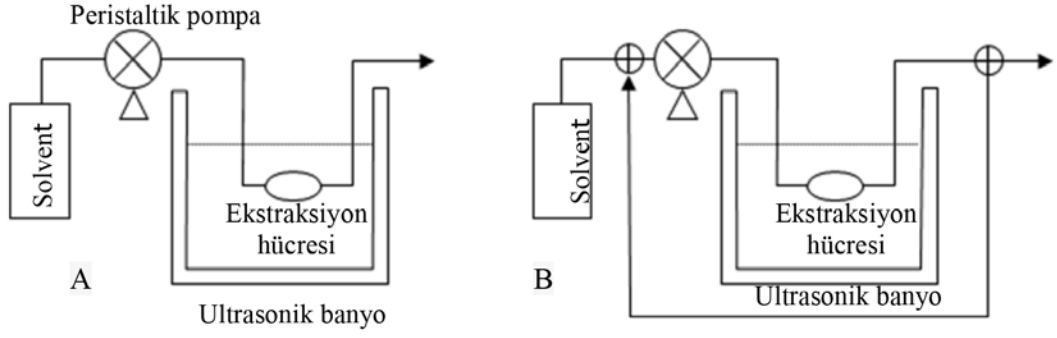 Peristaltik pompa
Solvent
Ekstraksiyon
hücresi
A
Ultrasonik banyo
Solvent
Ekstraksiyon
hücresi
B
Ultrasonik banyo